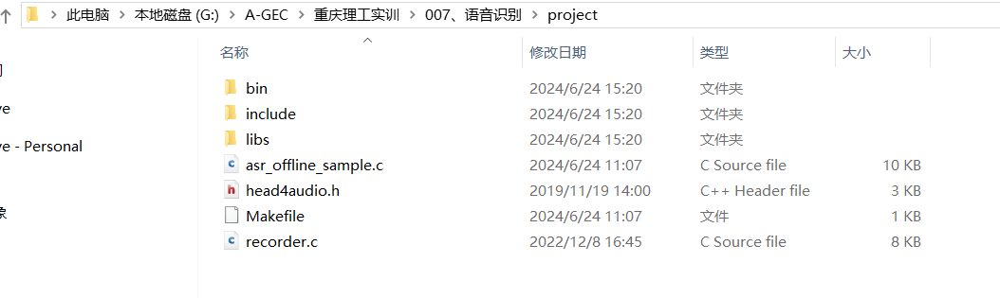 此电脑 > 本地磁盘 (G:) > A-GEC > 重庆理工实训 > 007、语音识别 > project
名称 修改日期 类型 大小
bin 2024/6/24 15:20 文件夹
include 2024/6/24 15:20 文件夹
ve
libs 2024/6/24 15:20 文件夹
ve - Personal
asr_offline_sample.c 2024/6/24 11:07 C Source file 10 KB
head4audio.h 2019/11/19 14:00 C++ Header file 3 KB
象
Makefile 2024/6/24 11:07 文件 1 KB
recorder.c 2022/12/8 16:45 C Source file 8 KB